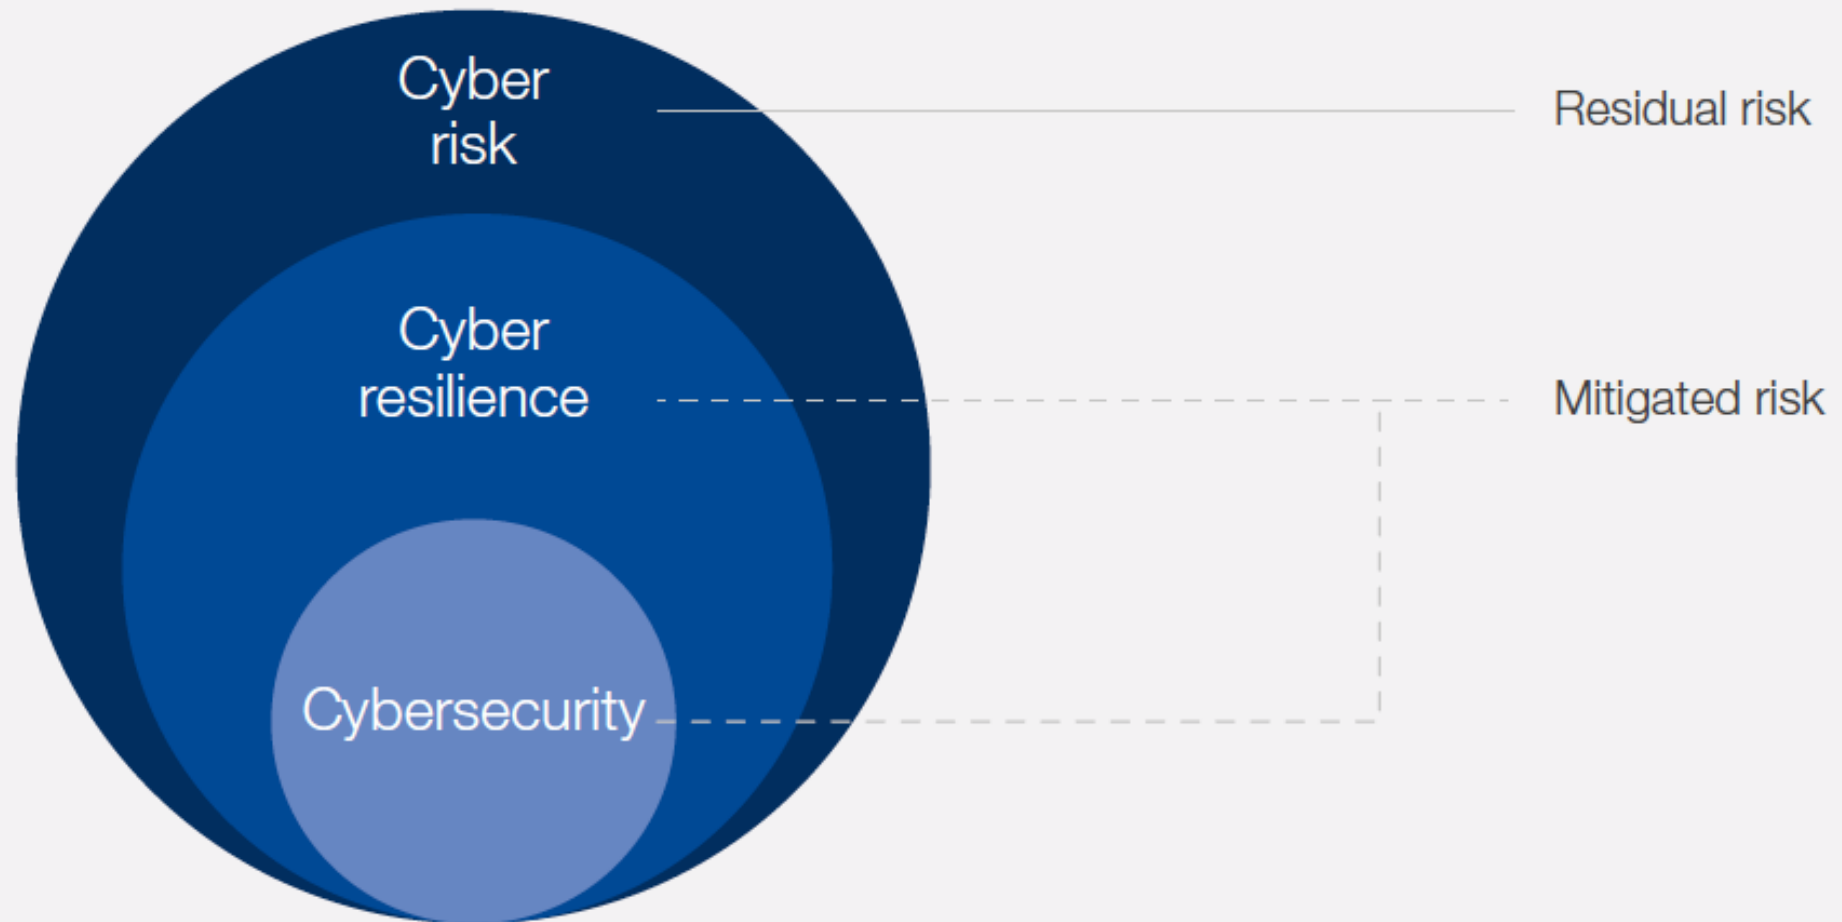 Cyber
risk
Residual risk
Cyber
resilience
Mitigated risk
Cybersecurity